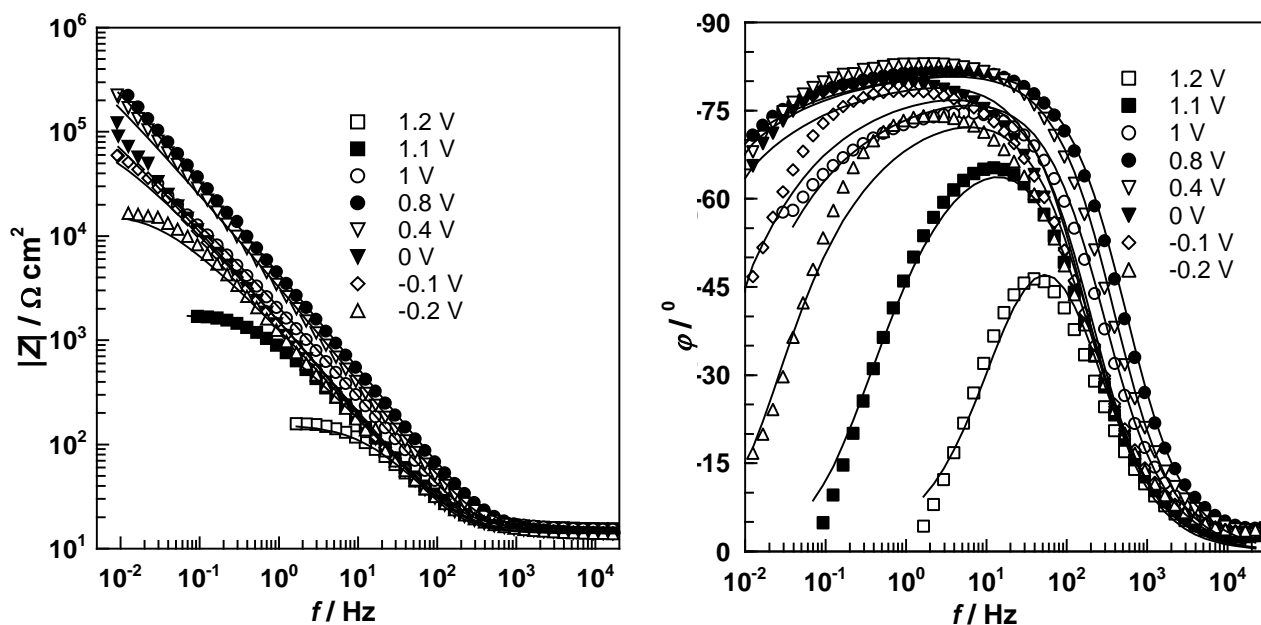 10^6
10^5
10^4
10^3
10^2
10^1
|Z| / Ω cm²
1.2 V
1.1 V
1 V
0.8 V
0.4 V
0 V
-0.1 V
-0.2 V
10^-2 10^-1 10^0 10^1 10^2 10^3 10^4
f / Hz
-90
-75
-60
-45
-30
-15
0
φ / ⁰
1.2 V
1.1 V
1 V
0.8 V
0.4 V
0 V
-0.1 V
-0.2 V
10^-2 10^-1 10^0 10^1 10^2 10^3 10^4
f / Hz